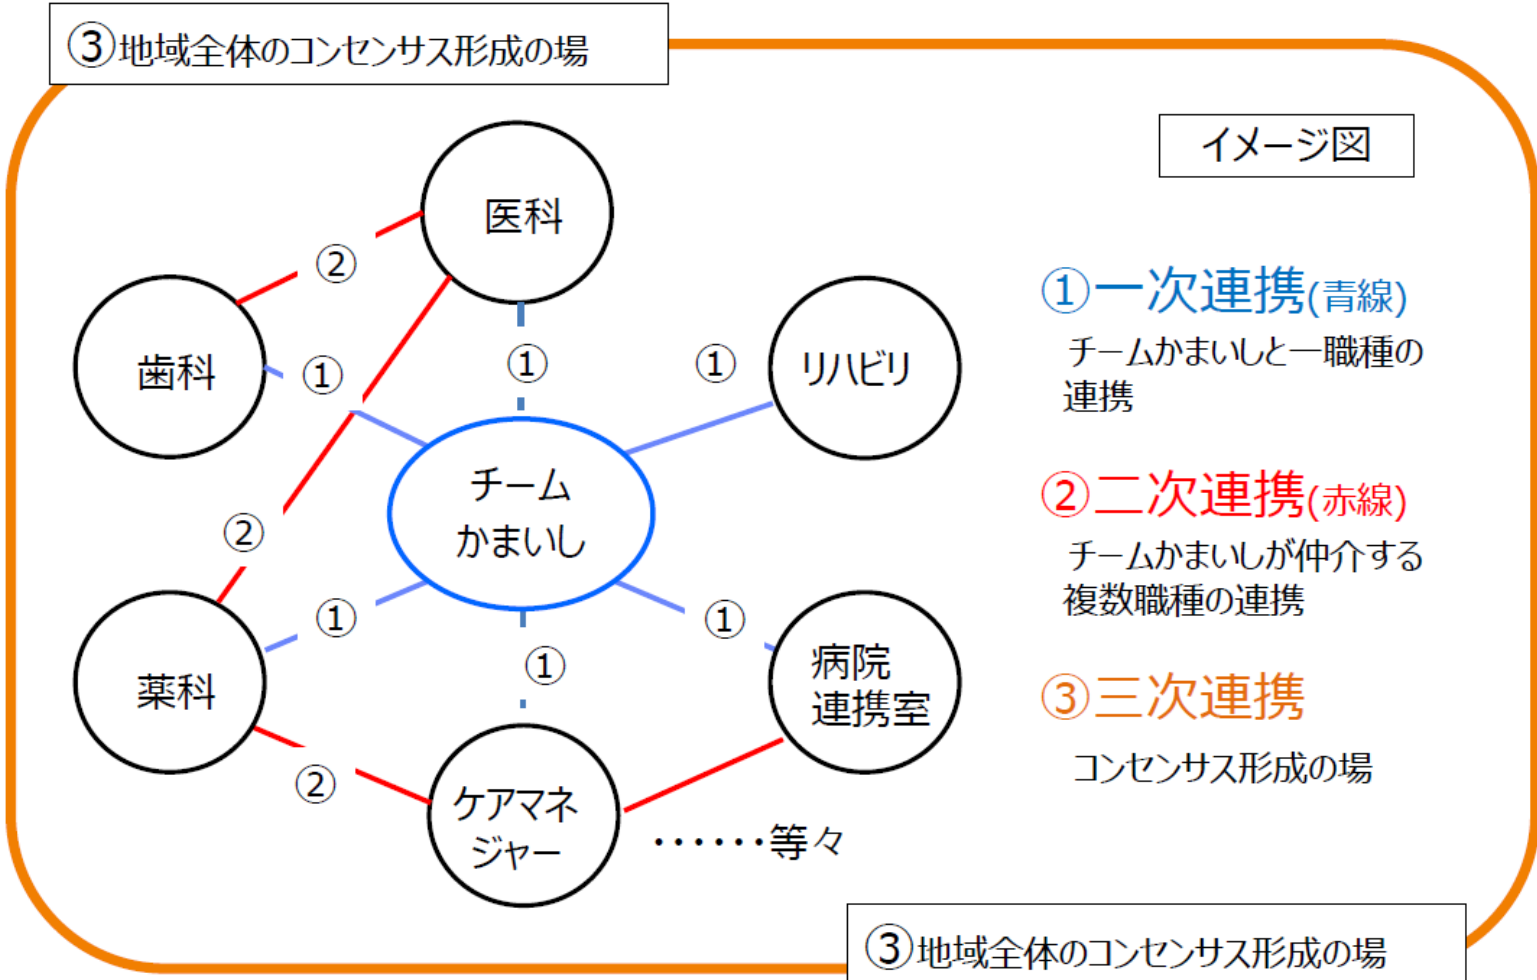 ③地域全体のコンセンサス形成の場
イメージ図
医科
②
①一次連携(青線)
歯科
①
①
①
リハビリ
チームかまいしと一職種の
連携
チーム
かまいし
②二次連携(赤線)
②
チームかまいしが仲介する
複数職種の連携
①
①
薬科
①
病院
連携室
③三次連携
②
ケアマネ
ジャー
コンセンサス形成の場
・・・・・・等々
③地域全体のコンセンサス形成の場